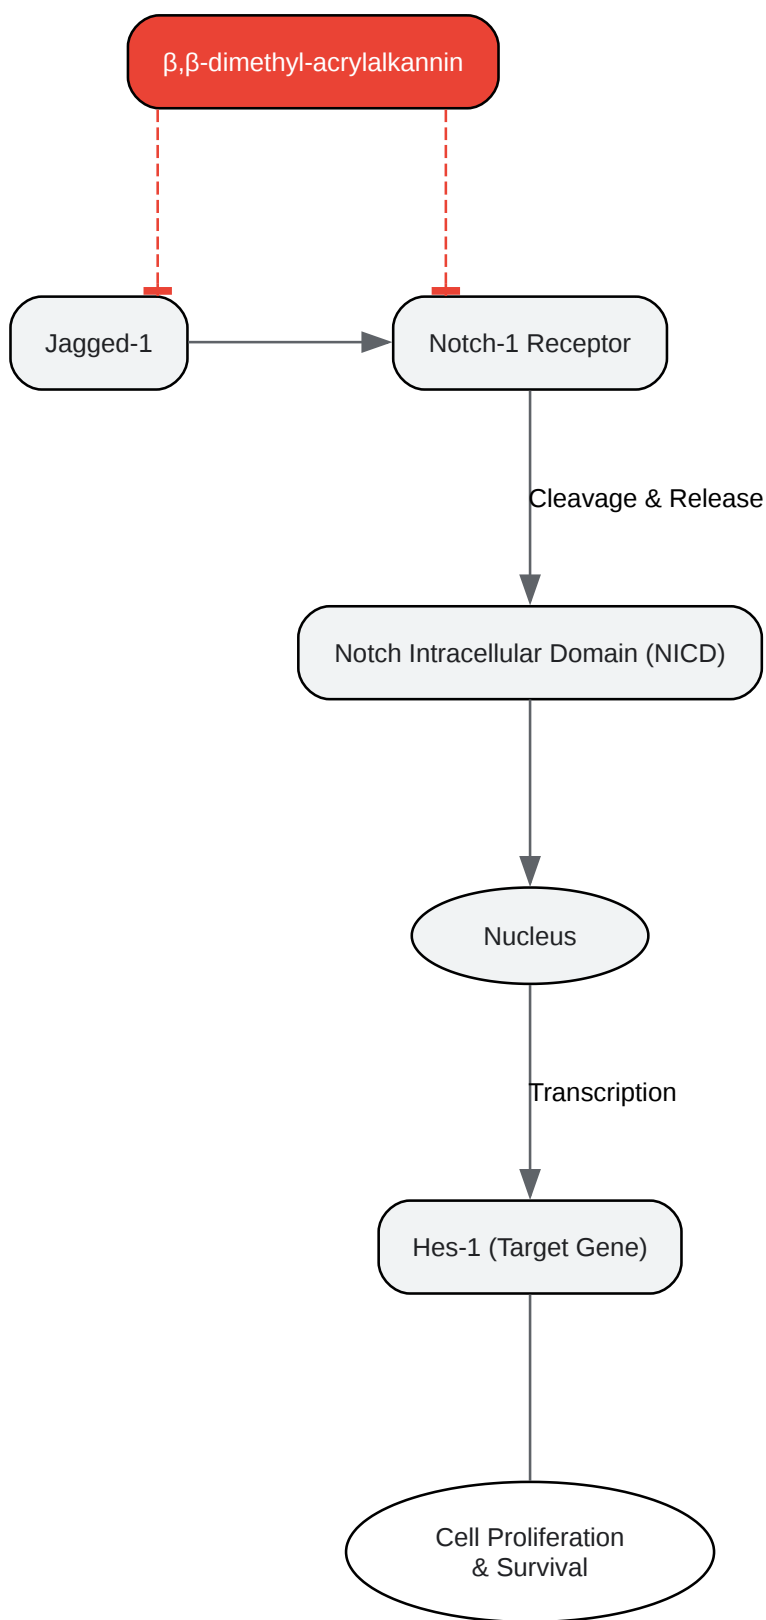 β,β-dimethyl-acrylalkannin
Jagged-1
Notch-1 Receptor
Cleavage & Release
Notch Intracellular Domain (NICD)
Nucleus
Transcription
Hes-1 (Target Gene)
Cell Proliferation
& Survival